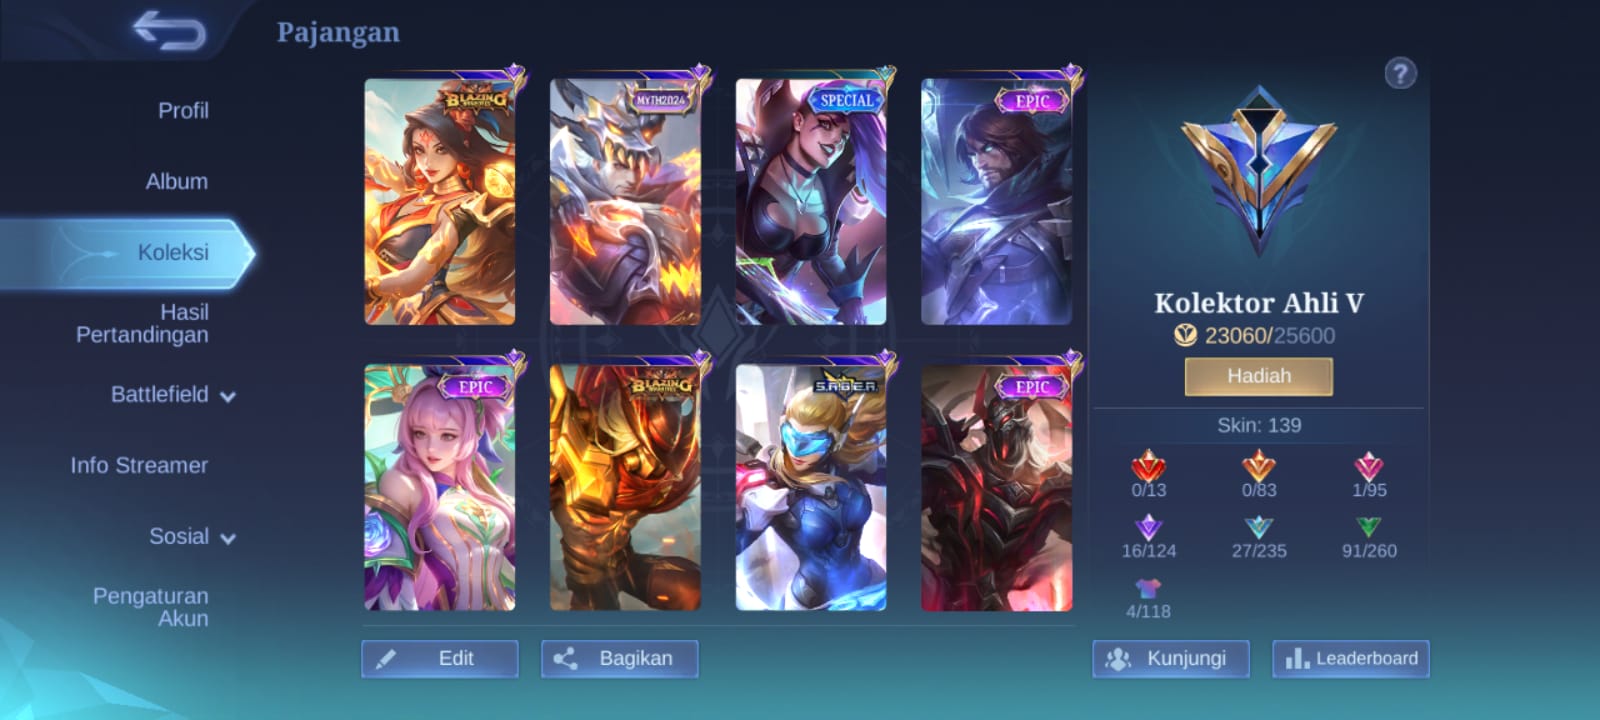 Pajangan
?
Profil
Album
Koleksi
Hasil
Pertandingan
Battlefield
Info Streamer
Sosial
Pengaturan
Akun
BLAZING
MYTH2024
SPECIAL
EPIC
EPIC
BLAZING
S.A.B.E.R.
EPIC
Edit
Bagikan
Kolektor Ahli V
23060/25600
Hadiah
Skin: 139
0/13
0/83
1/95
16/124
27/235
91/260
4/118
Kunjungi
Leaderboard